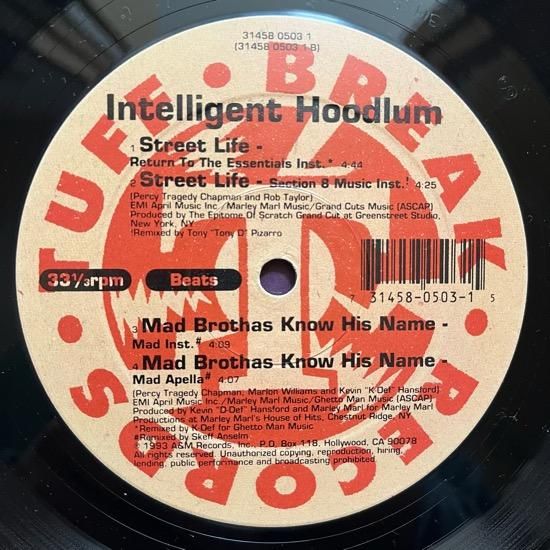 31458 0503 1
(31458 0503 1-B)
TUFF • BREAK • RECORDS •
Intelligent Hoodlum
1 Street Life -
Return To The Essentials Inst.* 4:44
2 Street Life - Section 8 Music Inst.! 4:25
(Percy Tragedy Chapman and Rob Taylor)
EMI April Music Inc./Marley Marl Music/Grand Cuts Music (ASCAP)
Produced by The Epitome Of Scratch Grand Cut at Greenstreet Studio,
New York, NY
!Remixed by Tony "Tony D" Pizarro
33⅓rpm Beats
7 31458-0503-1 5
3 Mad Brothas Know His Name -
Mad Inst.# 4:09
4 Mad Brothas Know His Name -
Mad Apella# 4:07
(Percy Tragedy Chapman, Marlon Williams and Kevin "K-Def" Hansford)
EMI April Music Inc./Marley Marl Music/Ghetto Man Music (ASCAP)
Produced by Kevin "D-Def" Hansford and Marley Marl for Marley Marl
Productions at Marley Marl's House of Hits, Chestnut Ridge, NY
*Remixed by K-Def for Ghetto Man Music
#Remixed by Skeff Anselm
℗ 1993 A&M Records, Inc., P.O. Box 118, Hollywood, CA 90078
All rights reserved. Unauthorized copying, reproduction, hiring,
lending, public performance and broadcasting prohibited.